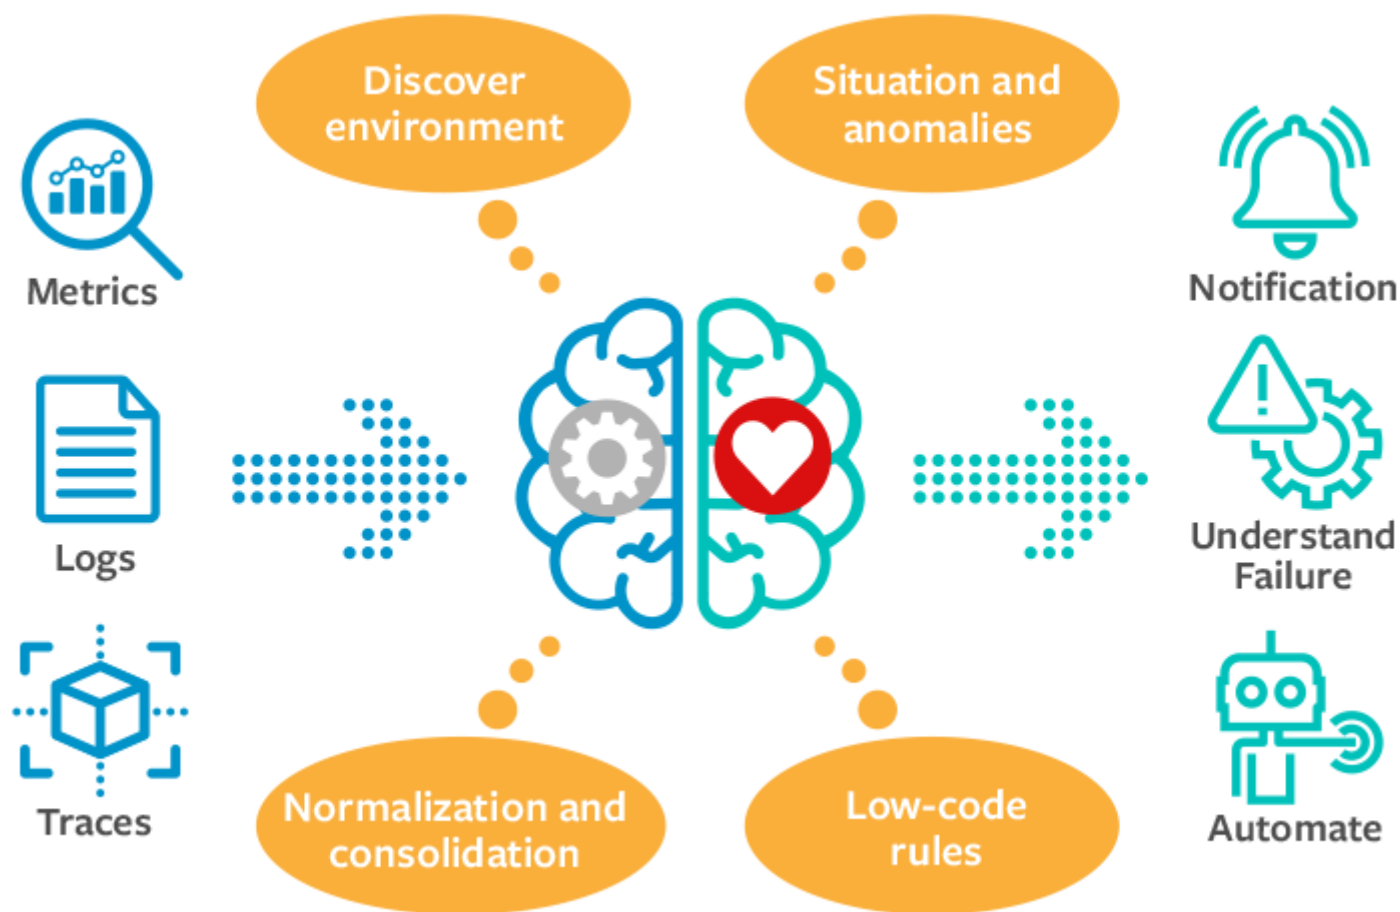 Discover
environment
Situation and
anomalies
Metrics
Notification
Logs
Understand
Failure
Traces
Automate
Normalization and
consolidation
Low-code
rules